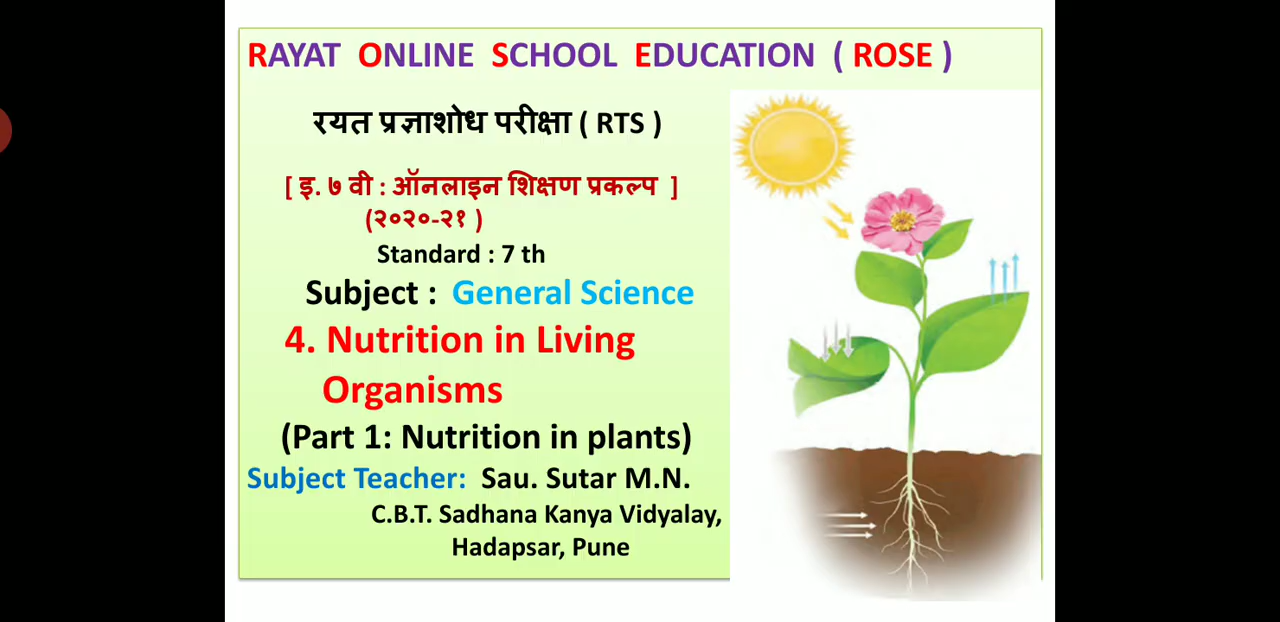 RAYAT ONLINE SCHOOL EDUCATION ( ROSE )
रयत प्रज्ञाशोध परीक्षा ( RTS )
[ इ. ७ वी : ऑनलाइन शिक्षण प्रकल्प ]
(२०२०-२१ )
Standard : 7 th
Subject : General Science
4. Nutrition in Living
Organisms
(Part 1: Nutrition in plants)
Subject Teacher: Sau. Sutar M.N.
C.B.T. Sadhana Kanya Vidyalay,
Hadapsar, Pune